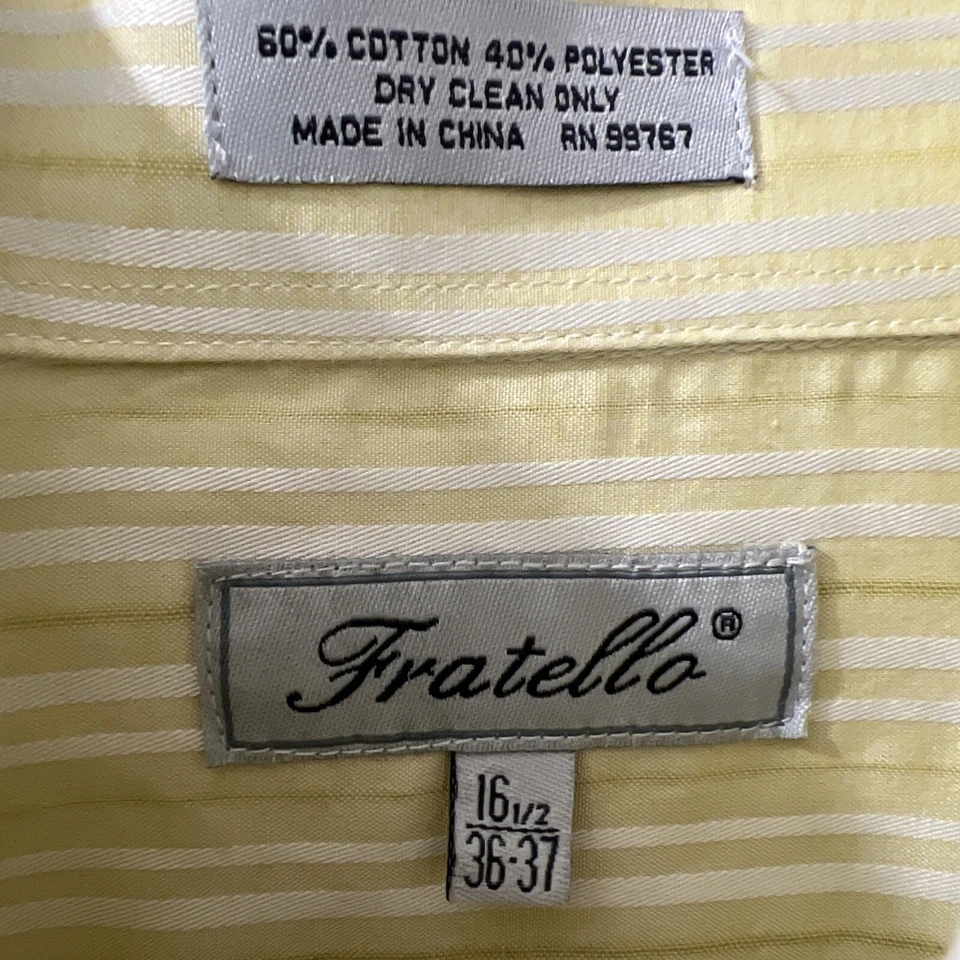 60% COTTON 40% POLYESTER
DRY CLEAN ONLY
MADE IN CHINA RN 99767
Fratello®
16 1/2
36-37